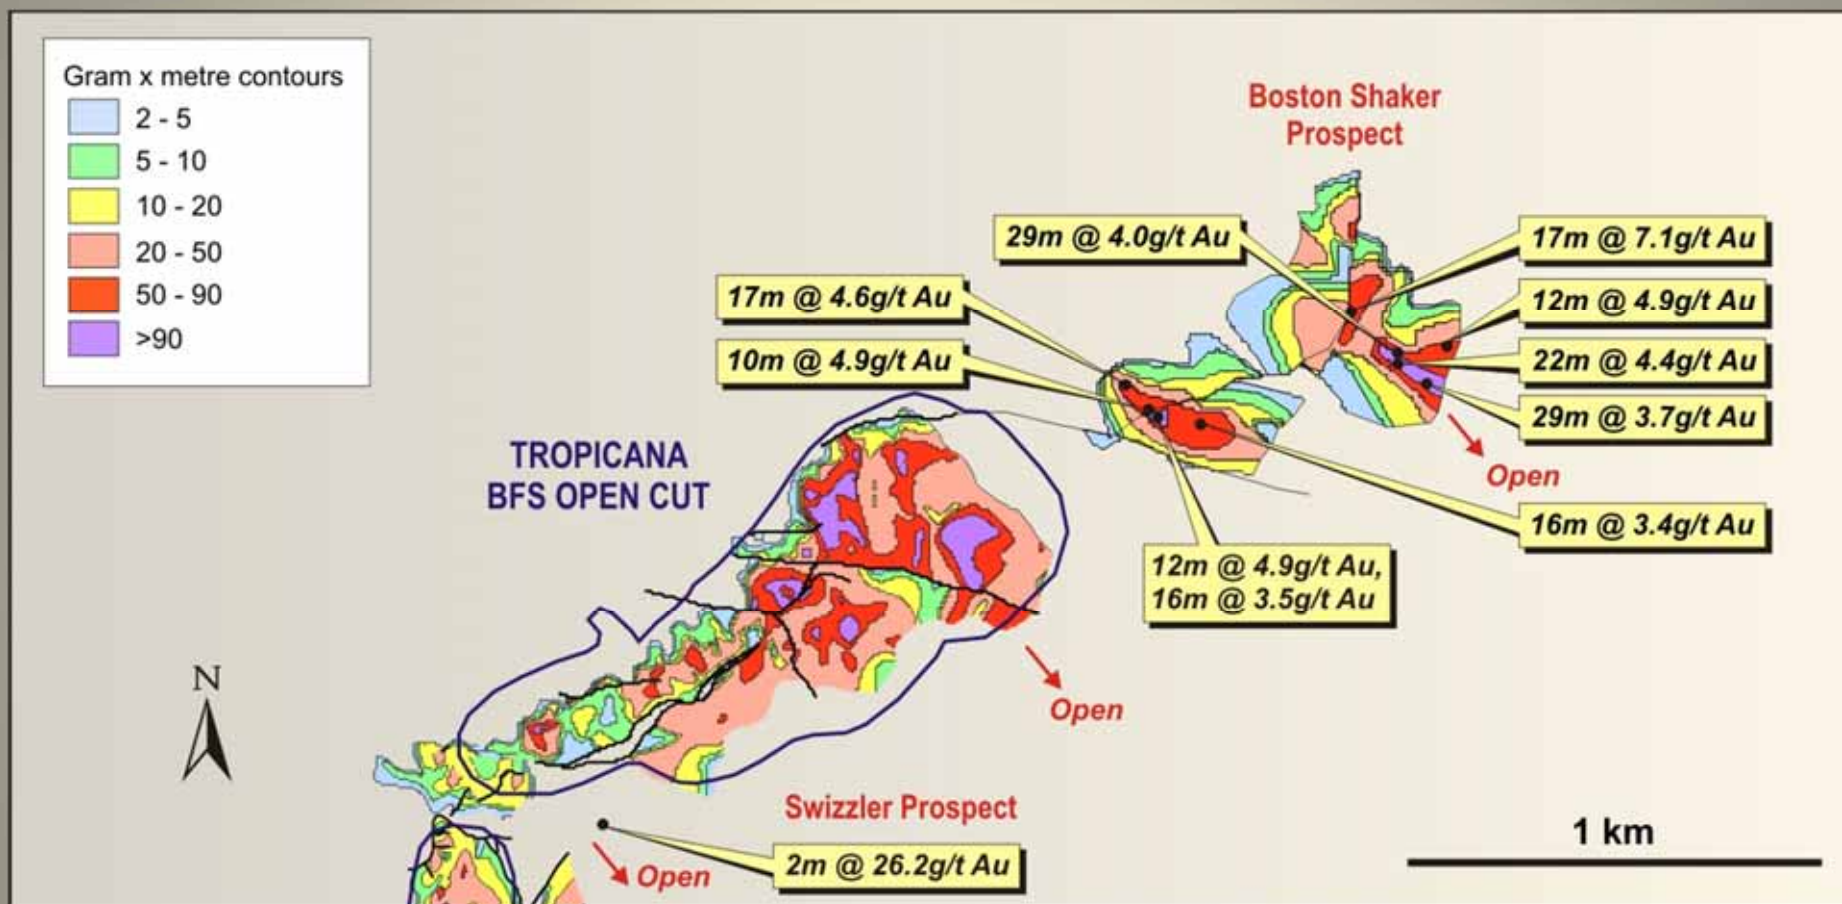 Gram x metre contours
2 - 5
5 - 10
10 - 20
20 - 50
50 - 90
>90
Boston Shaker
Prospect
29m @ 4.0g/t Au
17m @ 7.1g/t Au
17m @ 4.6g/t Au
12m @ 4.9g/t Au
10m @ 4.9g/t Au
22m @ 4.4g/t Au
29m @ 3.7g/t Au
TROPICANA
BFS OPEN CUT
Open
16m @ 3.4g/t Au
12m @ 4.9g/t Au,
16m @ 3.5g/t Au
N
Open
Swizzler Prospect
1 km
2m @ 26.2g/t Au
Open